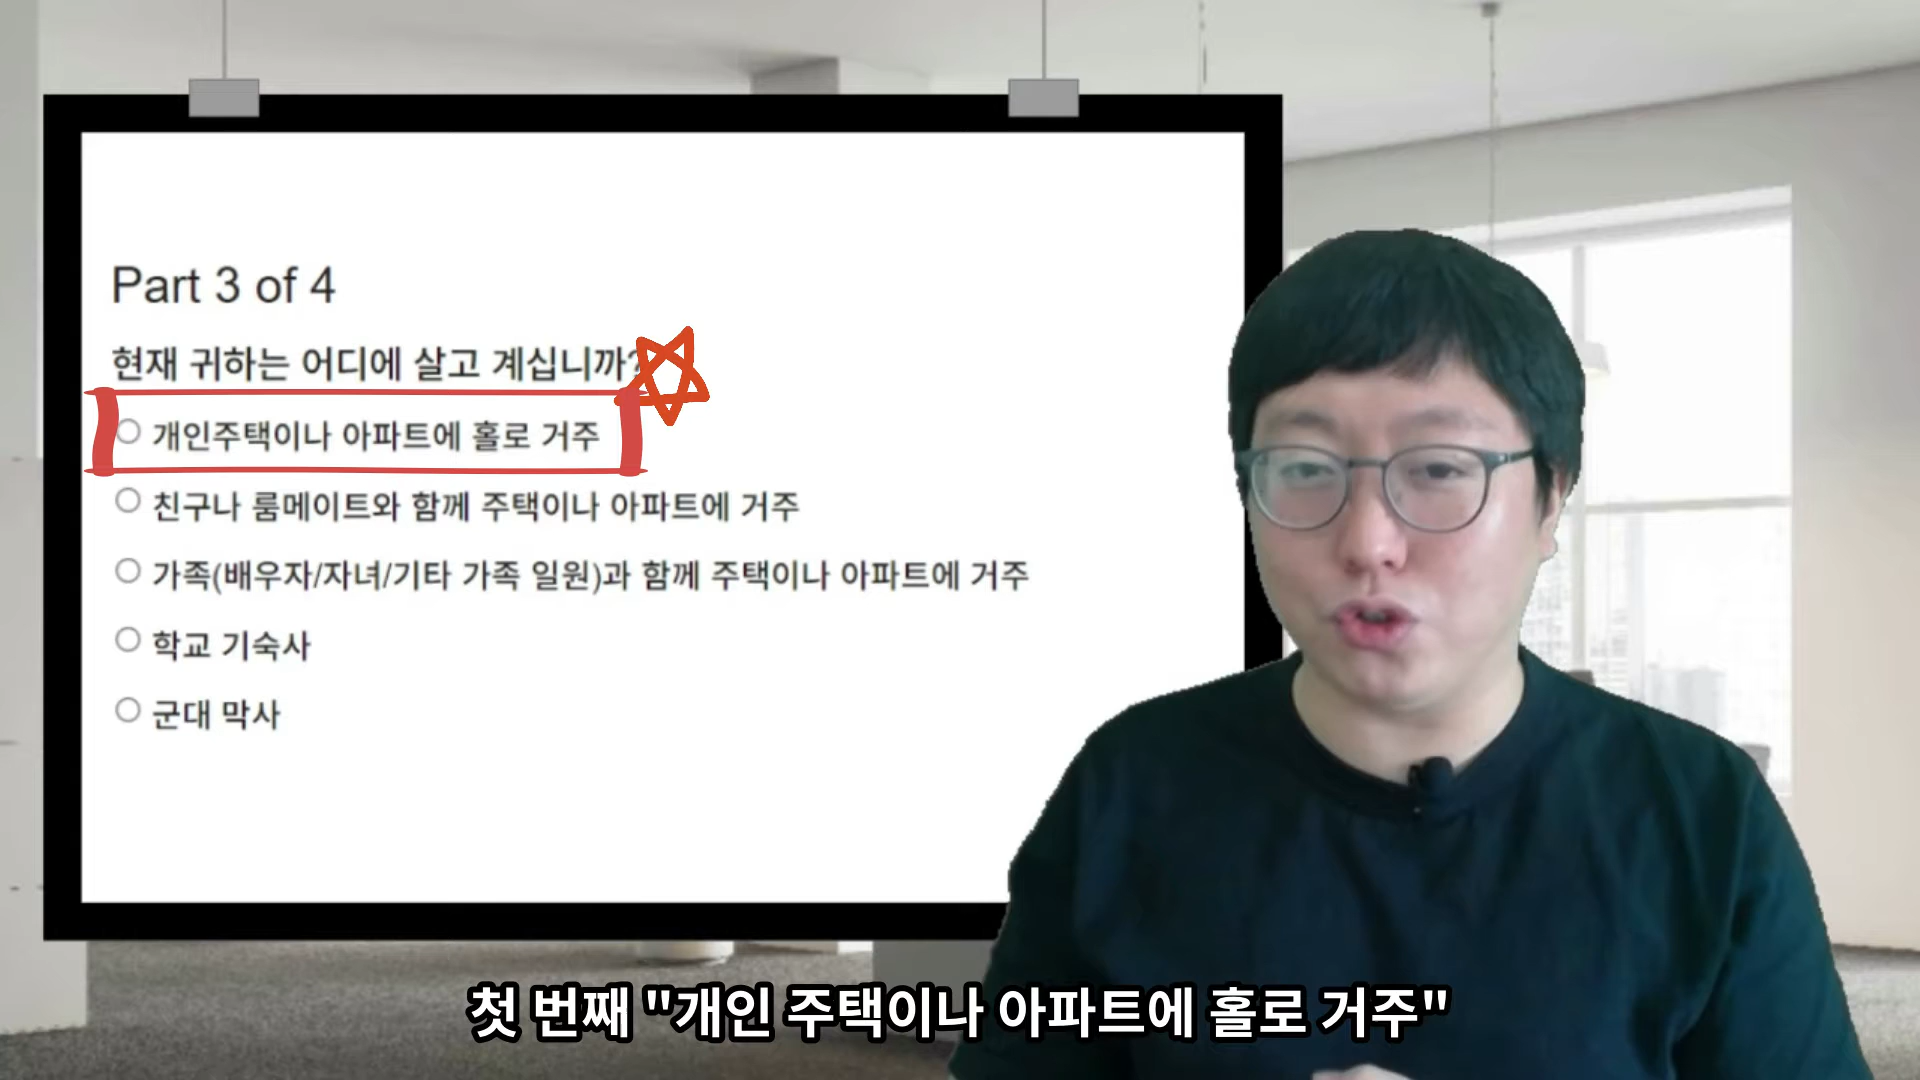 Part 3 of 4
현재 귀하는 어디에 살고 계십니까?
개인주택이나 아파트에 홀로 거주
친구나 룸메이트와 함께 주택이나 아파트에 거주
가족(배우자/자녀/기타 가족 일원)과 함께 주택이나 아파트에 거주
학교 기숙사
군대 막사
첫 번째 "개인 주택이나 아파트에 홀로 거주"